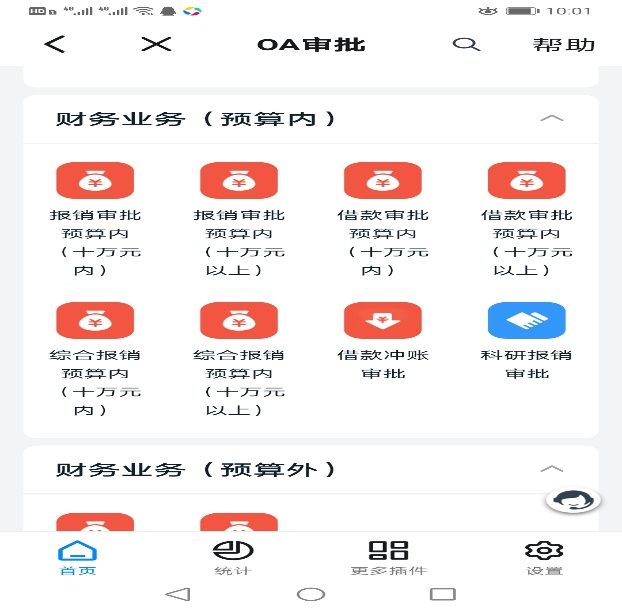 HD 46 46 10:01
OA审批 帮助
财务业务（预算内）
报销审批 报销审批 借款审批 借款审批
预算内 预算内 预算内 预算内
（十万元 （十万元 （十万元 （十万元
内） 以上） 内） 以上）
综合报销 综合报销 借款冲账 科研报销
预算内 预算内 审批 审批
（十万元 （十万元
内） 以上）
财务业务（预算外）
首页 统计 更多插件 设置